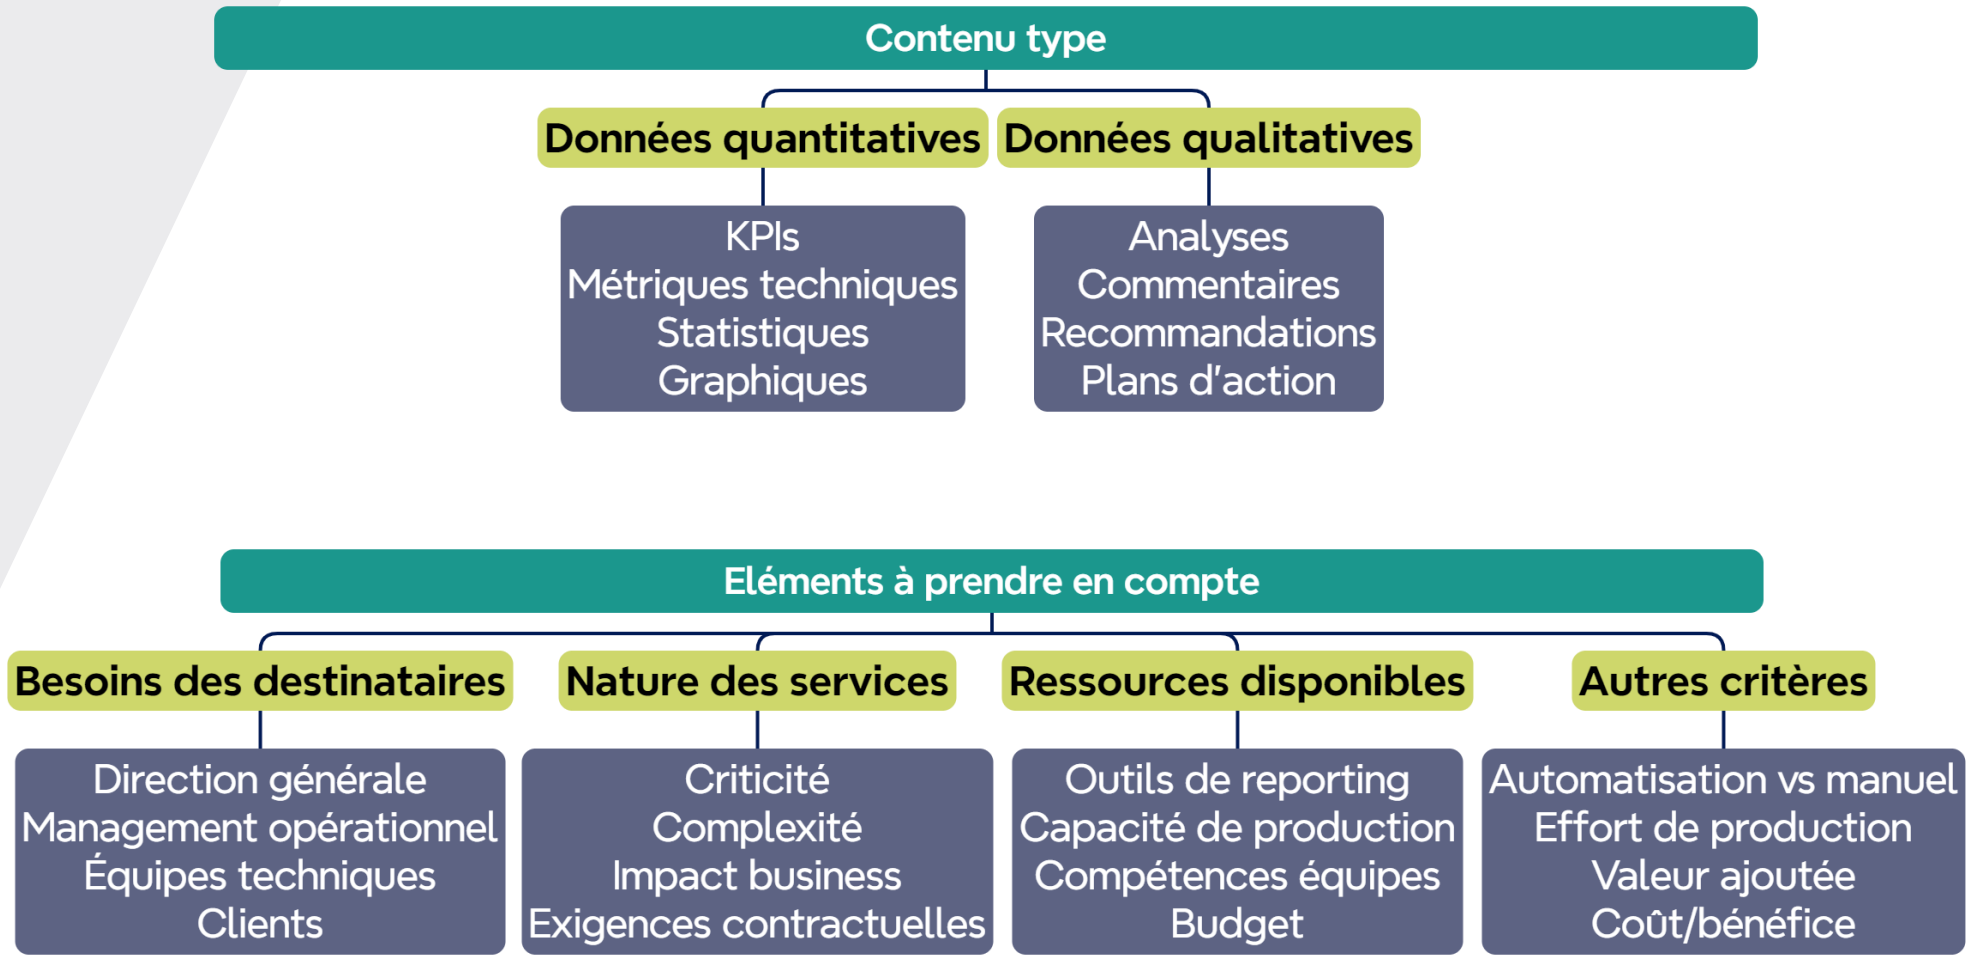 Contenu type
Données quantitatives
Données qualitatives
KPIs
Métriques techniques
Statistiques
Graphiques
Analyses
Commentaires
Recommandations
Plans d'action
Eléments à prendre en compte
Besoins des destinataires
Nature des services
Ressources disponibles
Autres critères
Direction générale
Management opérationnel
Équipes techniques
Clients
Criticité
Complexité
Impact business
Exigences contractuelles
Outils de reporting
Capacité de production
Compétences équipes
Budget
Automatisation vs manuel
Effort de production
Valeur ajoutée
Coût/bénéfice